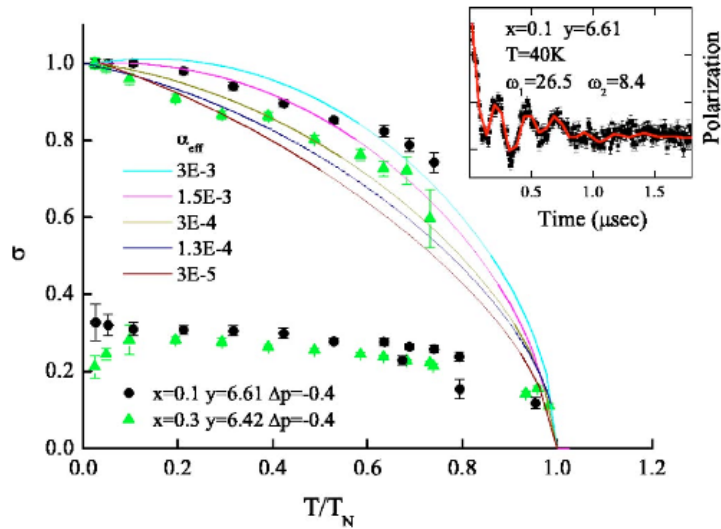 x=0.1 y=6.61
T=40K
ω₁=26.5 ω₂=8.4
Polarization
0.5 1.0 1.5
Time (μsec)
1.0
0.8
0.6
0.4
0.2
0.0
σ
α_eff
3E-3
1.5E-3
3E-4
1.3E-4
3E-5
x=0.1 y=6.61 Δp=-0.4
x=0.3 y=6.42 Δp=-0.4
0.0 0.2 0.4 0.6 0.8 1.0 1.2
T/T_N